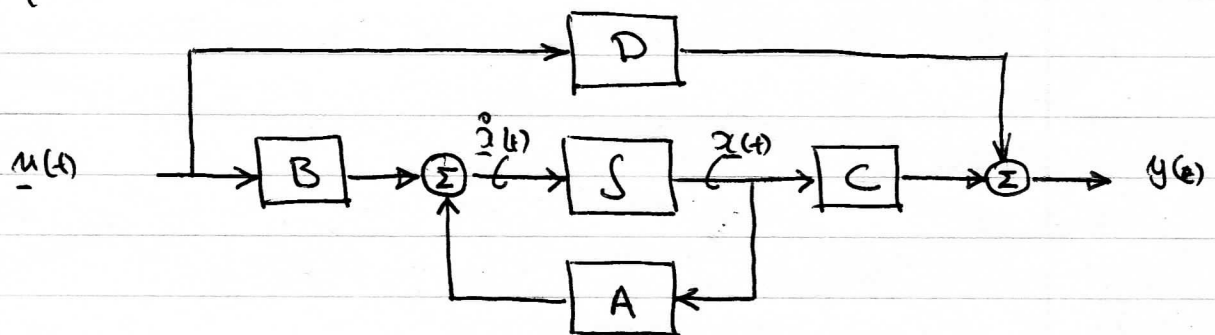 D
u(t) B Σ ẋ(t) ∫ x(t) C Σ y(t)
A